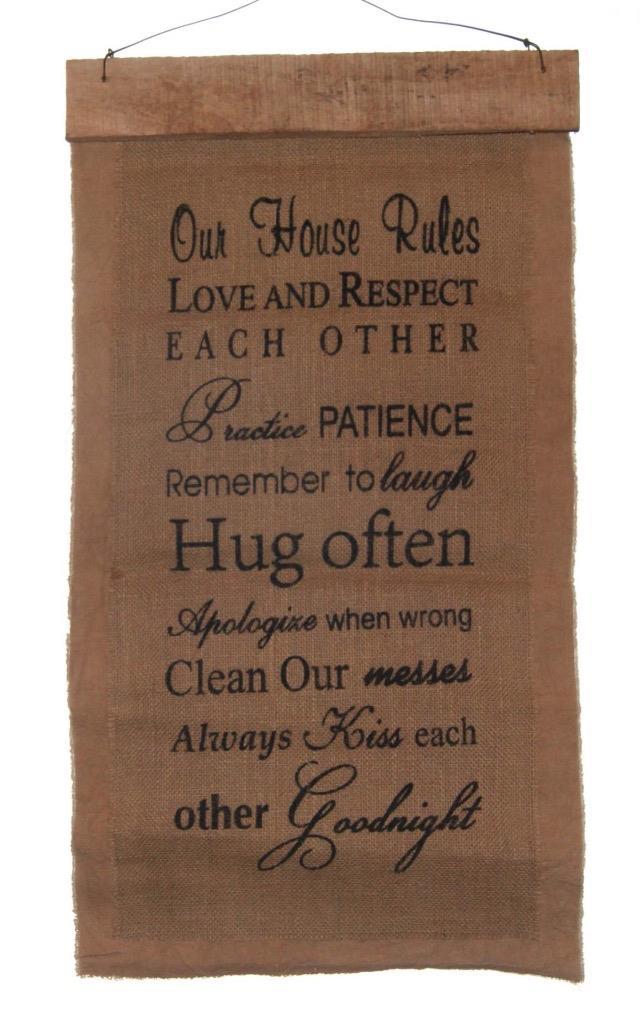 Our House Rules
LOVE AND RESPECT
EACH OTHER
Practice PATIENCE
Remember to laugh
Hug often
Apologize when wrong
Clean Our messes
Always Kiss each
other Goodnight